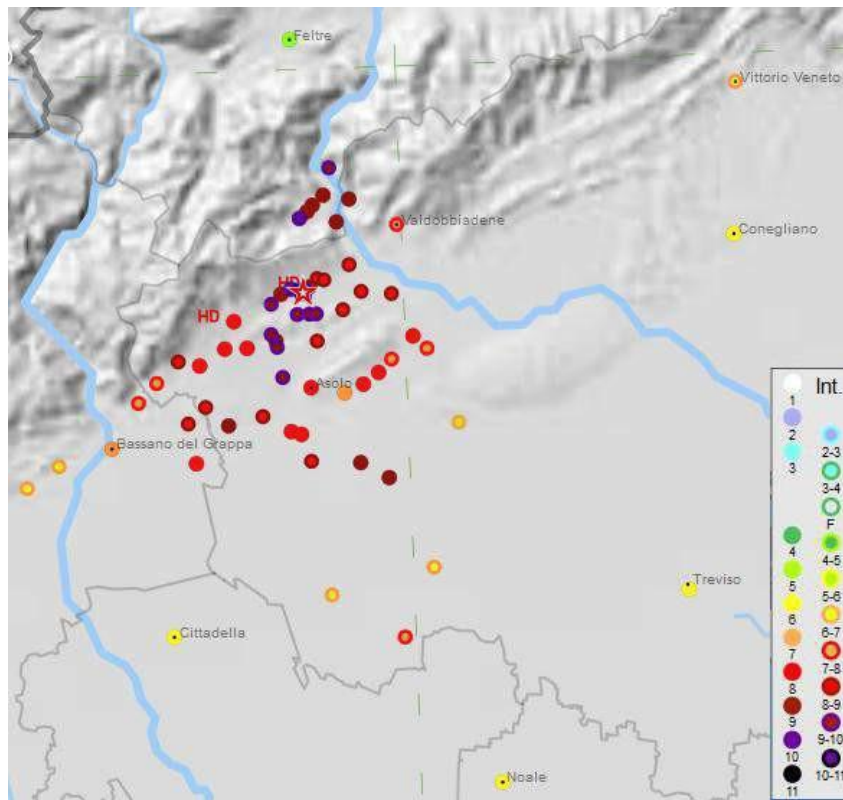 Feltre
Vittorio Veneto
Valdobbiadene
Conegliano
HD
HD
Asolo
Bassano del Grappa
Treviso
Cittadella
Noale
Int.
1
2
2-3
3
3-4
F
4
4-5
5
5-6
6
6-7
7
7-8
8
8-9
9
9-10
10
10-11
11